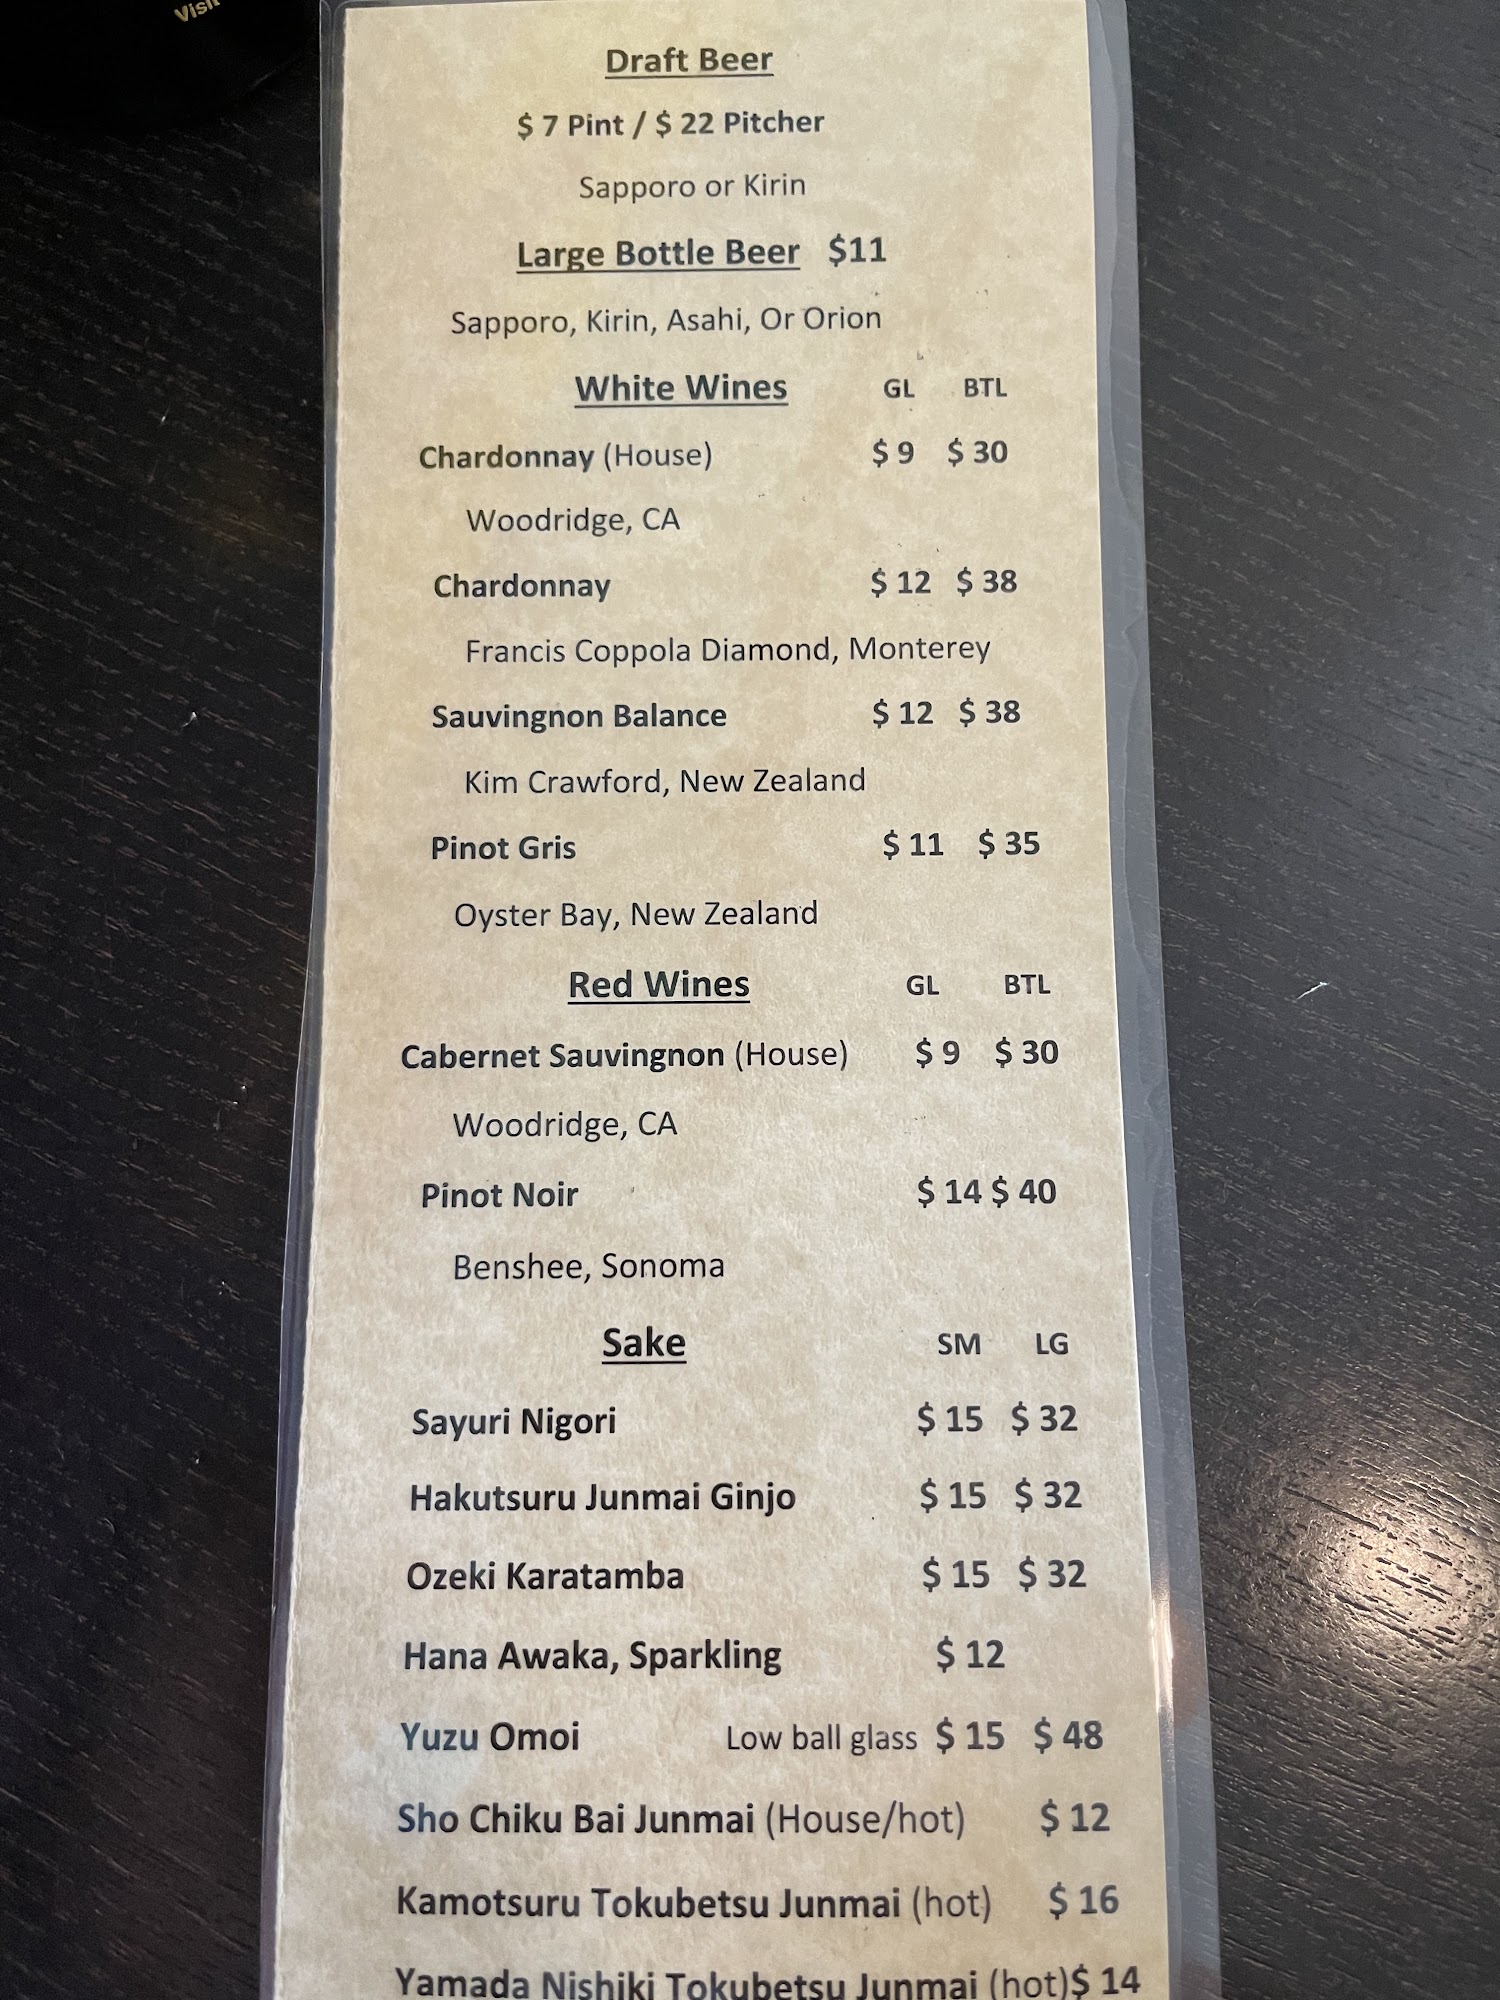 Visit
Draft Beer
$ 7 Pint / $ 22 Pitcher
Sapporo or Kirin
Large Bottle Beer $11
Sapporo, Kirin, Asahi, Or Orion
White Wines GL BTL
Chardonnay (House) $ 9 $ 30
Woodridge, CA
Chardonnay $ 12 $ 38
Francis Coppola Diamond, Monterey
Sauvingnon Balance $ 12 $ 38
Kim Crawford, New Zealand
Pinot Gris $ 11 $ 35
Oyster Bay, New Zealand
Red Wines GL BTL
Cabernet Sauvingnon (House) $ 9 $ 30
Woodridge, CA
Pinot Noir $ 14 $ 40
Benshee, Sonoma
Sake SM LG
Sayuri Nigori $ 15 $ 32
Hakutsuru Junmai Ginjo $ 15 $ 32
Ozeki Karatamba $ 15 $ 32
Hana Awaka, Sparkling $ 12
Yuzu Omoi Low ball glass $ 15 $ 48
Sho Chiku Bai Junmai (House/hot) $ 12
Kamotsuru Tokubetsu Junmai (hot) $ 16
Yamada Nishiki Tokubetsu Junmai (hot)$ 14